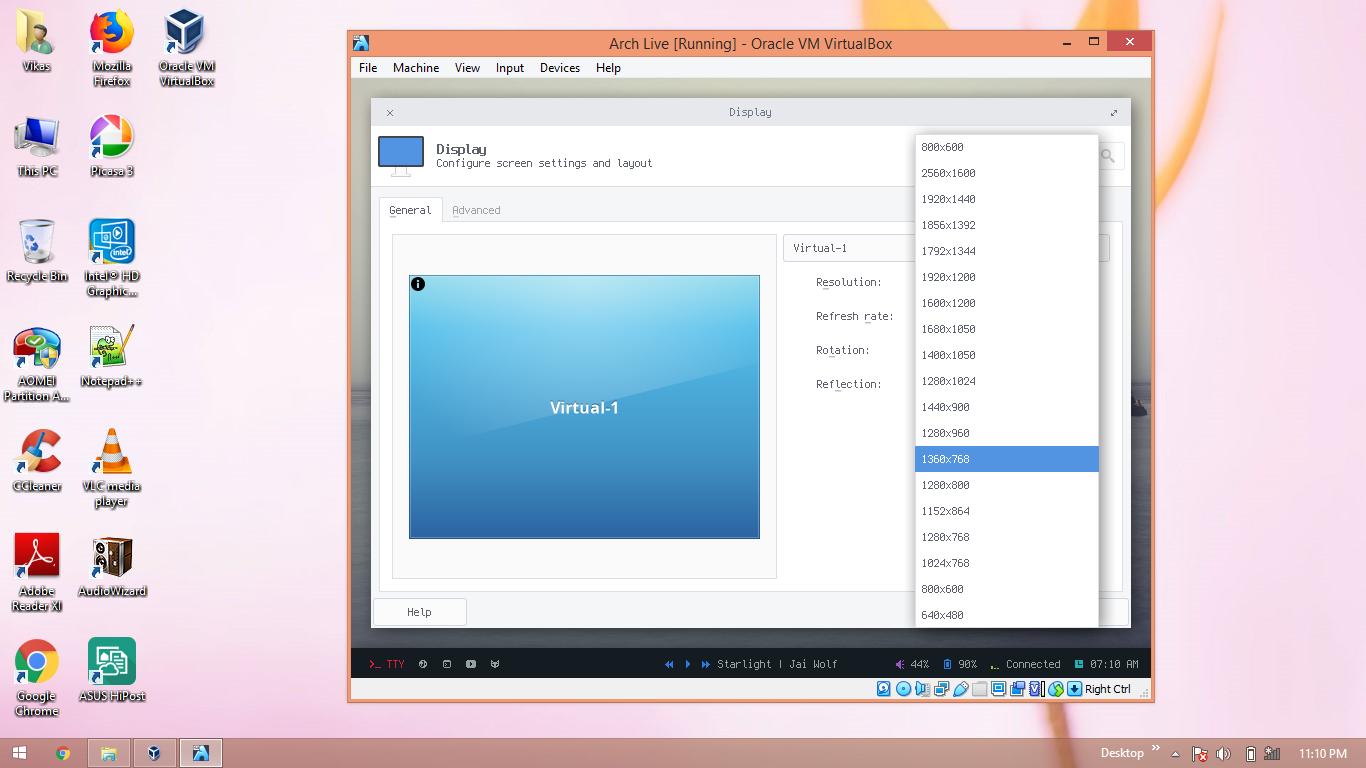 Vikas
Mozilla
Firefox
Oracle VM
VirtualBox
This PC
Picasa 3
Recycle Bin
Intel® HD
Graphic...
AOMEI
Partition A...
Notepad++
CCleaner
VLC media
player
Adobe
Reader XI
AudioWizard
Google
Chrome
ASUS HiPost
Arch Live [Running] - Oracle VM VirtualBox
File Machine View Input Devices Help
Display
Display
Configure screen settings and layout
General Advanced
Virtual-1
Virtual-1
Resolution:
Refresh rate:
Rotation:
Reflection:
800x600
2560x1600
1920x1440
1856x1392
1792x1344
1920x1200
1600x1200
1680x1050
1400x1050
1280x1024
1440x900
1280x960
1360x768
1280x800
1152x864
1280x768
1024x768
800x600
640x480
Help
>_ TTY Starlight | Jai Wolf 44% 90% Connected 07:10 AM
Right Ctrl
Desktop » 11:10 PM